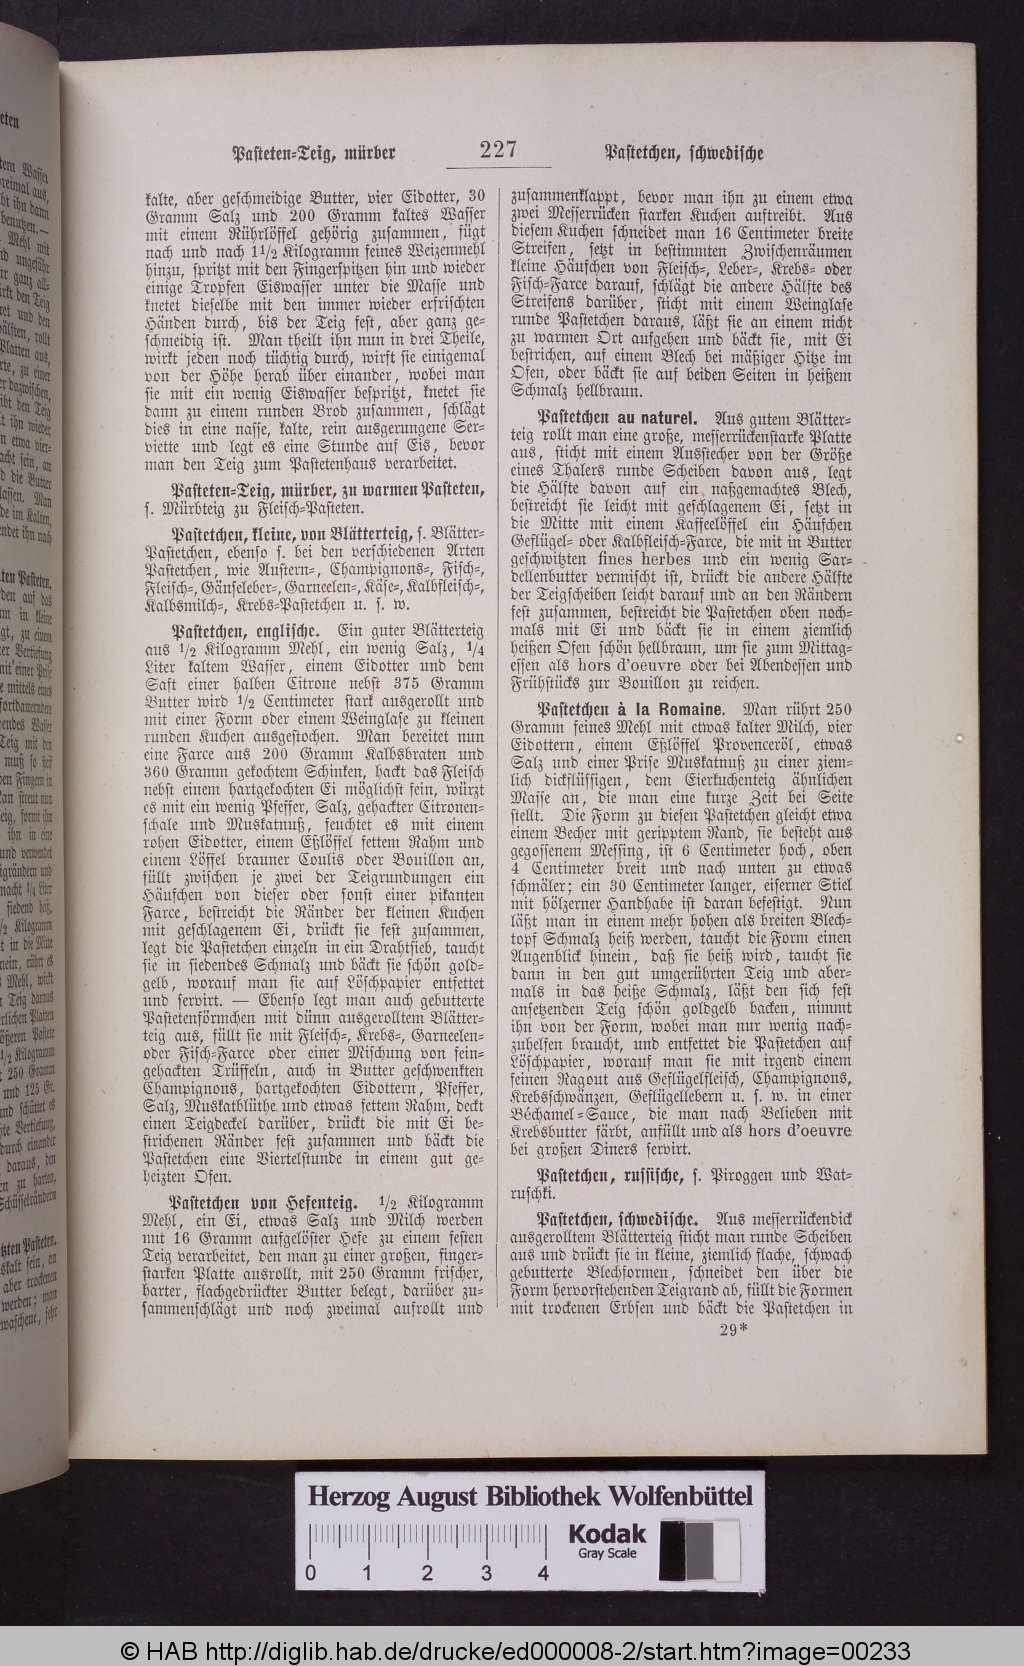 Pasteten-Teig, mürber 227 Pastetchen, schwedische
kalte, aber geschmeidige Butter, vier Eidotter, 30
Gramm Salz und 200 Gramm kaltes Wasser
mit einem Rührlöffel gehörig zusammen, fügt
nach und nach 1 1/2 Kilogramm feines Weizenmehl
hinzu, spritzt mit den Fingerspitzen hin und wieder
einige Tropfen Eiswasser unter die Masse und
knetet dieselbe mit den immer wieder erfrischten
Händen durch, bis der Teig fest, aber ganz ge-
schmeidig ist. Man theilt ihn nun in drei Theile,
wirkt jeden noch tüchtig durch, wirft sie einigemal
von der Höhe herab über einander, wobei man
sie mit ein wenig Eiswasser bespritzt, knetet sie
dann zu einem runden Brod zusammen, schlägt
dies in eine nasse, kalte, rein ausgerungene Ser-
viette und legt es eine Stunde auf Eis, bevor
man den Teig zum Pastetenhaus verarbeitet.
Pasteten-Teig, mürber, zu warmen Pasteten,
s. Mürbteig zu Fleisch-Pasteten.
Pastetchen, kleine, von Blätterteig, s. Blätter-
Pastetchen, ebenso s. bei den verschiedenen Arten
Pastetchen, wie Austern-, Champignons-, Fisch-,
Fleisch-, Gänseleber-, Garneelen-, Käse-, Kalbfleisch-,
Kalbsmilch-, Krebs-Pastetchen u. s. w.
Pastetchen, englische. Ein guter Blätterteig
aus 1/2 Kilogramm Mehl, ein wenig Salz, 1/4
Liter kaltem Wasser, einem Eidotter und dem
Saft einer halben Citrone nebst 375 Gramm
Butter wird 1/2 Centimeter stark ausgerollt und
mit einer Form oder einem Weinglase zu kleinen
runden Kuchen ausgestochen. Man bereitet nun
eine Farce aus 200 Gramm Kalbsbraten und
360 Gramm gekochtem Schinken, hackt das Fleisch
nebst einem hartgekochten Ei möglichst fein, würzt
es mit ein wenig Pfeffer, Salz, gehackter Citronen-
schale und Muskatnuß, feuchtet es mit einem
rohen Eidotter, einem Eßlöffel fettem Rahm und
einem Löffel brauner Coulis oder Bouillon an,
füllt zwischen je zwei der Teigrundungen ein
Häufchen von dieser oder sonst einer pikanten
Farce, bestreicht die Ränder der kleinen Kuchen
mit geschlagenem Ei, drückt sie fest zusammen,
legt die Pastetchen einzeln in ein Drahtsieb, taucht
sie in siedendes Schmalz und bäckt sie schön gold-
gelb, worauf man sie auf Löschpapier entfettet
und servirt. — Ebenso legt man auch gebutterte
Pastetenförmchen mit dünn ausgerolltem Blätter-
teig aus, füllt sie mit Fleisch-, Krebs-, Garneelen-
oder Fisch-Farce oder einer Mischung von fein-
gehackten Trüffeln, auch in Butter geschwenkten
Champignons, hartgekochten Eidottern, Pfeffer,
Salz, Muskatblüthe und etwas fettem Rahm, deckt
einen Teigdeckel darüber, drückt die mit Ei be-
strichenen Ränder fest zusammen und bäckt die
Pastetchen eine Viertelstunde in einem gut ge-
heizten Ofen.
Pastetchen von Hefenteig. 1/2 Kilogramm
Mehl, ein Ei, etwas Salz und Milch werden
mit 16 Gramm aufgelöster Hefe zu einem festen
Teig verarbeitet, den man zu einer großen, finger-
starken Platte ausrollt, mit 250 Gramm frischer,
harter, flachgedrückter Butter belegt, darüber zu-
sammenschlägt und noch zweimal aufrollt und
zusammenklappt, bevor man ihn zu einem etwa
zwei Messerrücken starken Kuchen auftreibt. Aus
diesem Kuchen schneidet man 16 Centimeter breite
Streifen, setzt in bestimmten Zwischenräumen
kleine Häufchen von Fleisch-, Leber-, Krebs- oder
Fisch-Farce darauf, schlägt die andere Hälfte des
Streifens darüber, sticht mit einem Weinglase
runde Pastetchen daraus, läßt sie an einem nicht
zu warmen Ort aufgehen und bäckt sie, mit Ei
bestrichen, auf einem Blech bei mäßiger Hitze im
Ofen, oder bäckt sie auf beiden Seiten in heißem
Schmalz hellbraun.
Pastetchen au naturel. Aus gutem Blätter-
teig rollt man eine große, messerrückenstarke Platte
aus, sticht mit einem Ausstecher von der Größe
eines Thalers runde Scheiben davon aus, legt
die Hälfte davon auf ein naßgemachtes Blech,
bestreicht sie leicht mit geschlagenem Ei, setzt in
die Mitte mit einem Kaffeelöffel ein Häufchen
Geflügel- oder Kalbfleisch-Farce, die mit in Butter
geschwitzten fines herbes und ein wenig Sar-
dellenbutter vermischt ist, drückt die andere Hälfte
der Teigscheiben leicht darauf und an den Rändern
fest zusammen, bestreicht die Pastetchen oben noch-
mals mit Ei und bäckt sie in einem ziemlich
heißen Ofen schön hellbraun, um sie zum Mittag-
essen als hors d'oeuvre oder bei Abendessen und
Frühstücks zur Bouillon zu reichen.
Pastetchen à la Romaine. Man rührt 250
Gramm feines Mehl mit etwas kalter Milch, vier
Eidottern, einem Eßlöffel Provenceröl, etwas
Salz und einer Prise Muskatnuß zu einer ziem-
lich dickflüssigen, dem Eierkuchenteig ähnlichen
Masse an, die man eine kurze Zeit bei Seite
stellt. Die Form zu diesen Pastetchen gleicht etwa
einem Becher mit geripptem Rand, sie besteht aus
gegossenem Messing, ist 6 Centimeter hoch, oben
4 Centimeter breit und nach unten zu etwas
schmäler; ein 30 Centimeter langer, eiserner Stiel
mit hölzerner Handhabe ist daran befestigt. Nun
läßt man in einem mehr hohen als breiten Blech-
topf Schmalz heiß werden, taucht die Form einen
Augenblick hinein, daß sie heiß wird, taucht sie
dann in den gut umgerührten Teig und aber-
mals in das heiße Schmalz, läßt den sich fest
ansetzenden Teig schön goldgelb backen, nimmt
ihn von der Form, wobei man nur wenig nach-
zuhelfen braucht, und entfettet die Pastetchen auf
Löschpapier, worauf man sie mit irgend einem
feinen Ragout aus Geflügelfleisch, Champignons,
Krebsschwänzen, Geflügellebern u. s. w. in einer
Béchamel-Sauce, die man nach Belieben mit
Krebsbutter färbt, anfüllt und als hors d'oeuvre
bei großen Diners servirt.
Pastetchen, russische, s. Piroggen und Wat-
ruschki.
Pastetchen, schwedische. Aus messerrückendick
ausgerolltem Blätterteig sticht man runde Scheiben
aus und drückt sie in kleine, ziemlich flache, schwach
gebutterte Blechformen, schneidet den über die
Form hervorstehenden Teigrand ab, füllt die Formen
mit trockenen Erbsen und bäckt die Pastetchen in
29*
Herzog August Bibliothek Wolfenbüttel
Kodak
Gray Scale
0 1 2 3 4
© HAB http://diglib.hab.de/drucke/ed000008-2/start.htm?image=00233